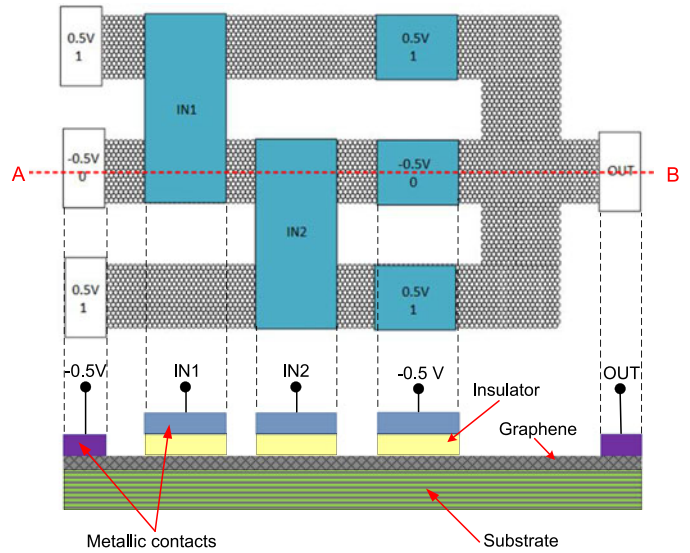 0.5V
1
IN1
0.5V
1
A
-0.5V
0
-0.5V
0
OUT
B
IN2
0.5V
1
0.5V
1
-0.5V
IN1
IN2
-0.5 V
OUT
Insulator
Graphene
Metallic contacts
Substrate